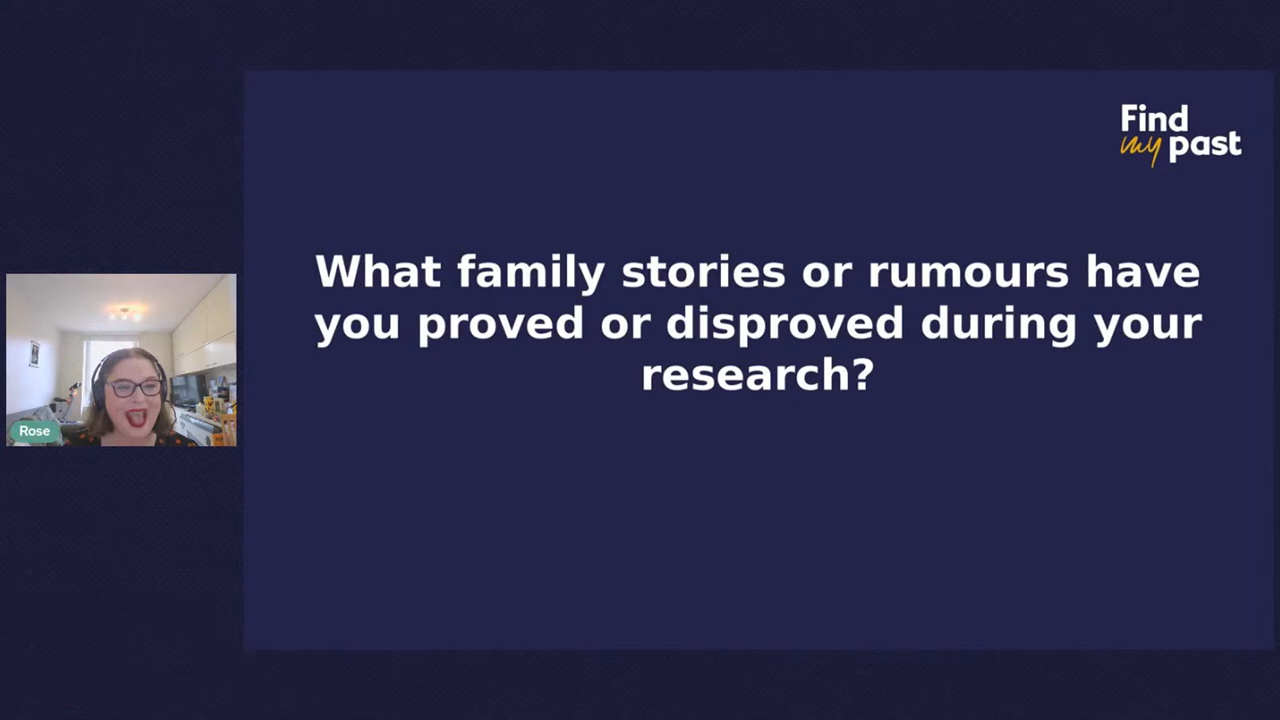 Find
my past
What family stories or rumours have
you proved or disproved during your
research?
Rose